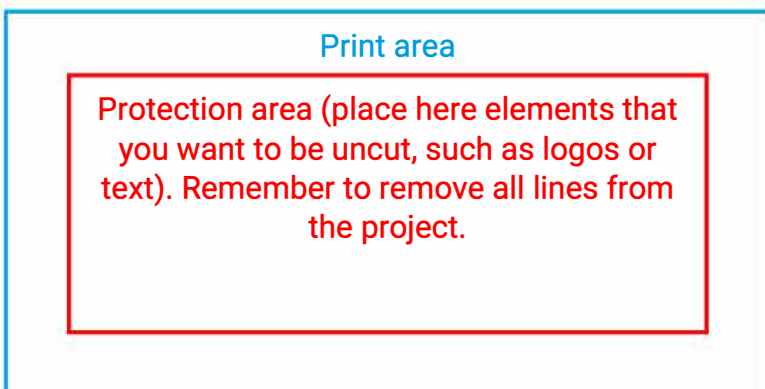 Print area
Protection area (place here elements that
you want to be uncut, such as logos or
text). Remember to remove all lines from
the project.